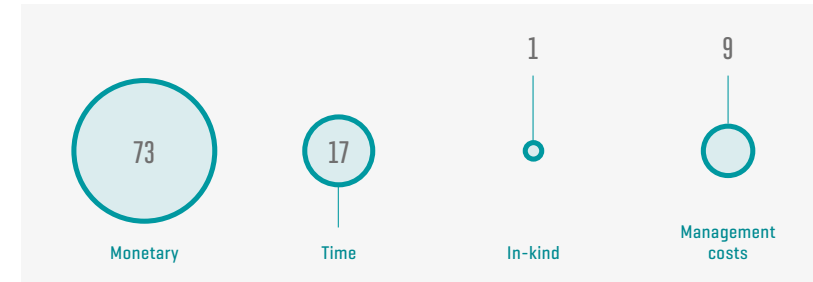 1
9
73
17
Monetary
Time
In-kind
Management
costs